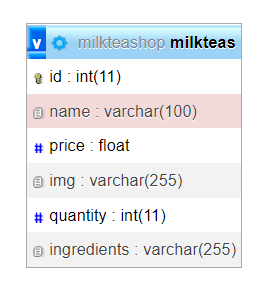 v milkteashop milkteas
id : int(11)
name : varchar(100)
# price : float
img : varchar(255)
# quantity : int(11)
ingredients : varchar(255)